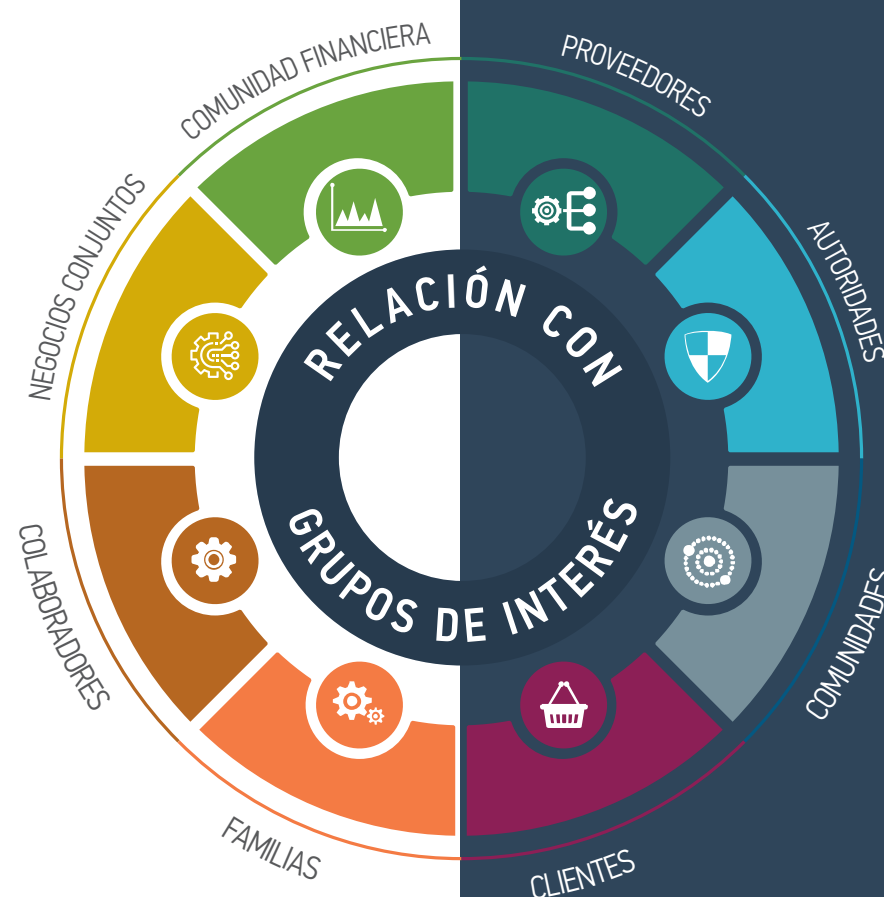 RELACIÓN CON
GRUPOS DE INTERÉS
COMUNIDAD FINANCIERA
PROVEEDORES
AUTORIDADES
COMUNIDADES
CLIENTES
FAMILIAS
COLABORADORES
NEGOCIOS CONJUNTOS